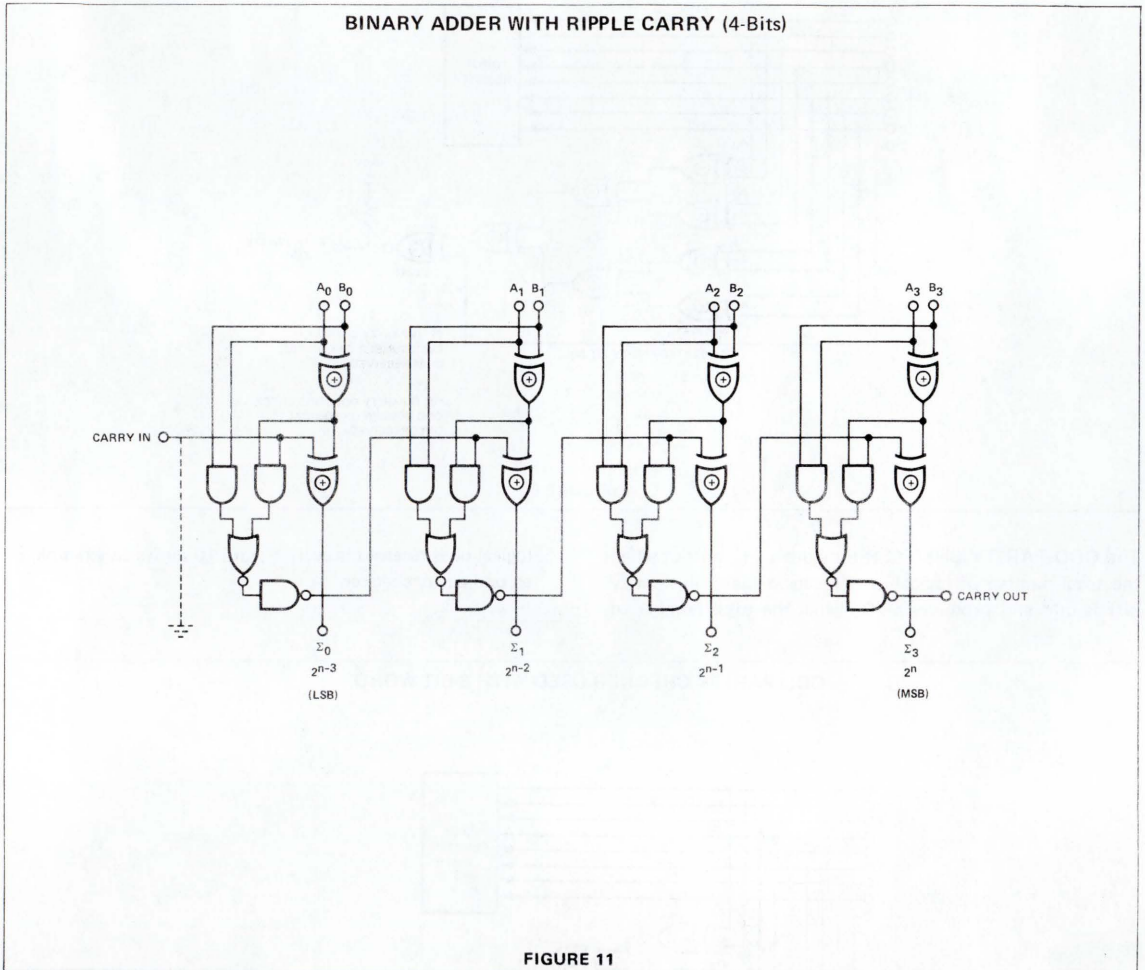 BINARY ADDER WITH RIPPLE CARRY (4-Bits)
A₀ B₀ A₁ B₁ A₂ B₂ A₃ B₃
CARRY IN
CARRY OUT
Σ₀ Σ₁ Σ₂ Σ₃
2ⁿ⁻³ 2ⁿ⁻² 2ⁿ⁻¹ 2ⁿ
(LSB) (MSB)
FIGURE 11